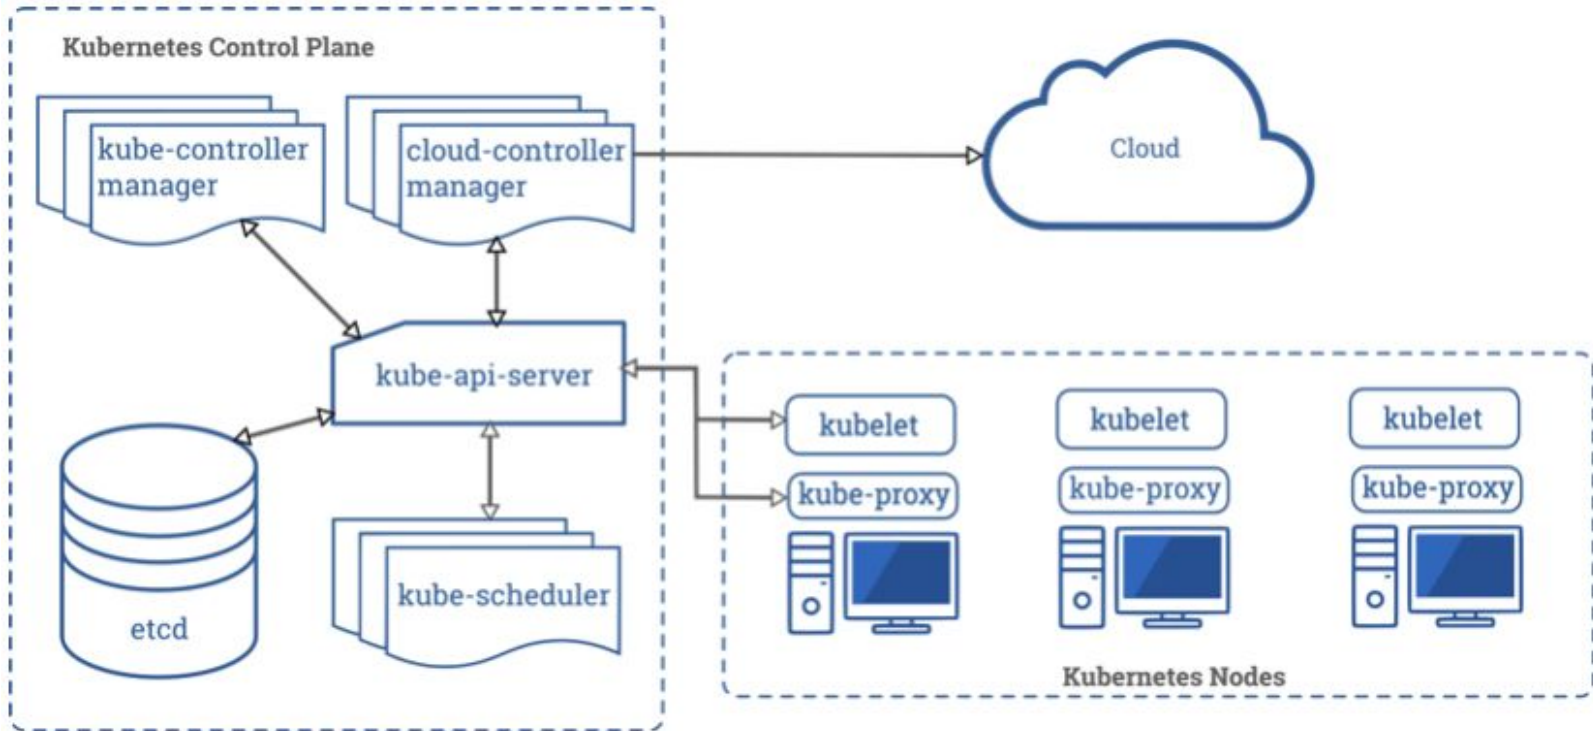 Kubernetes Control Plane
kube-controller
manager
cloud-controller
manager
Cloud
kube-api-server
etcd
kube-scheduler
kubelet
kubelet
kubelet
kube-proxy
kube-proxy
kube-proxy
Kubernetes Nodes